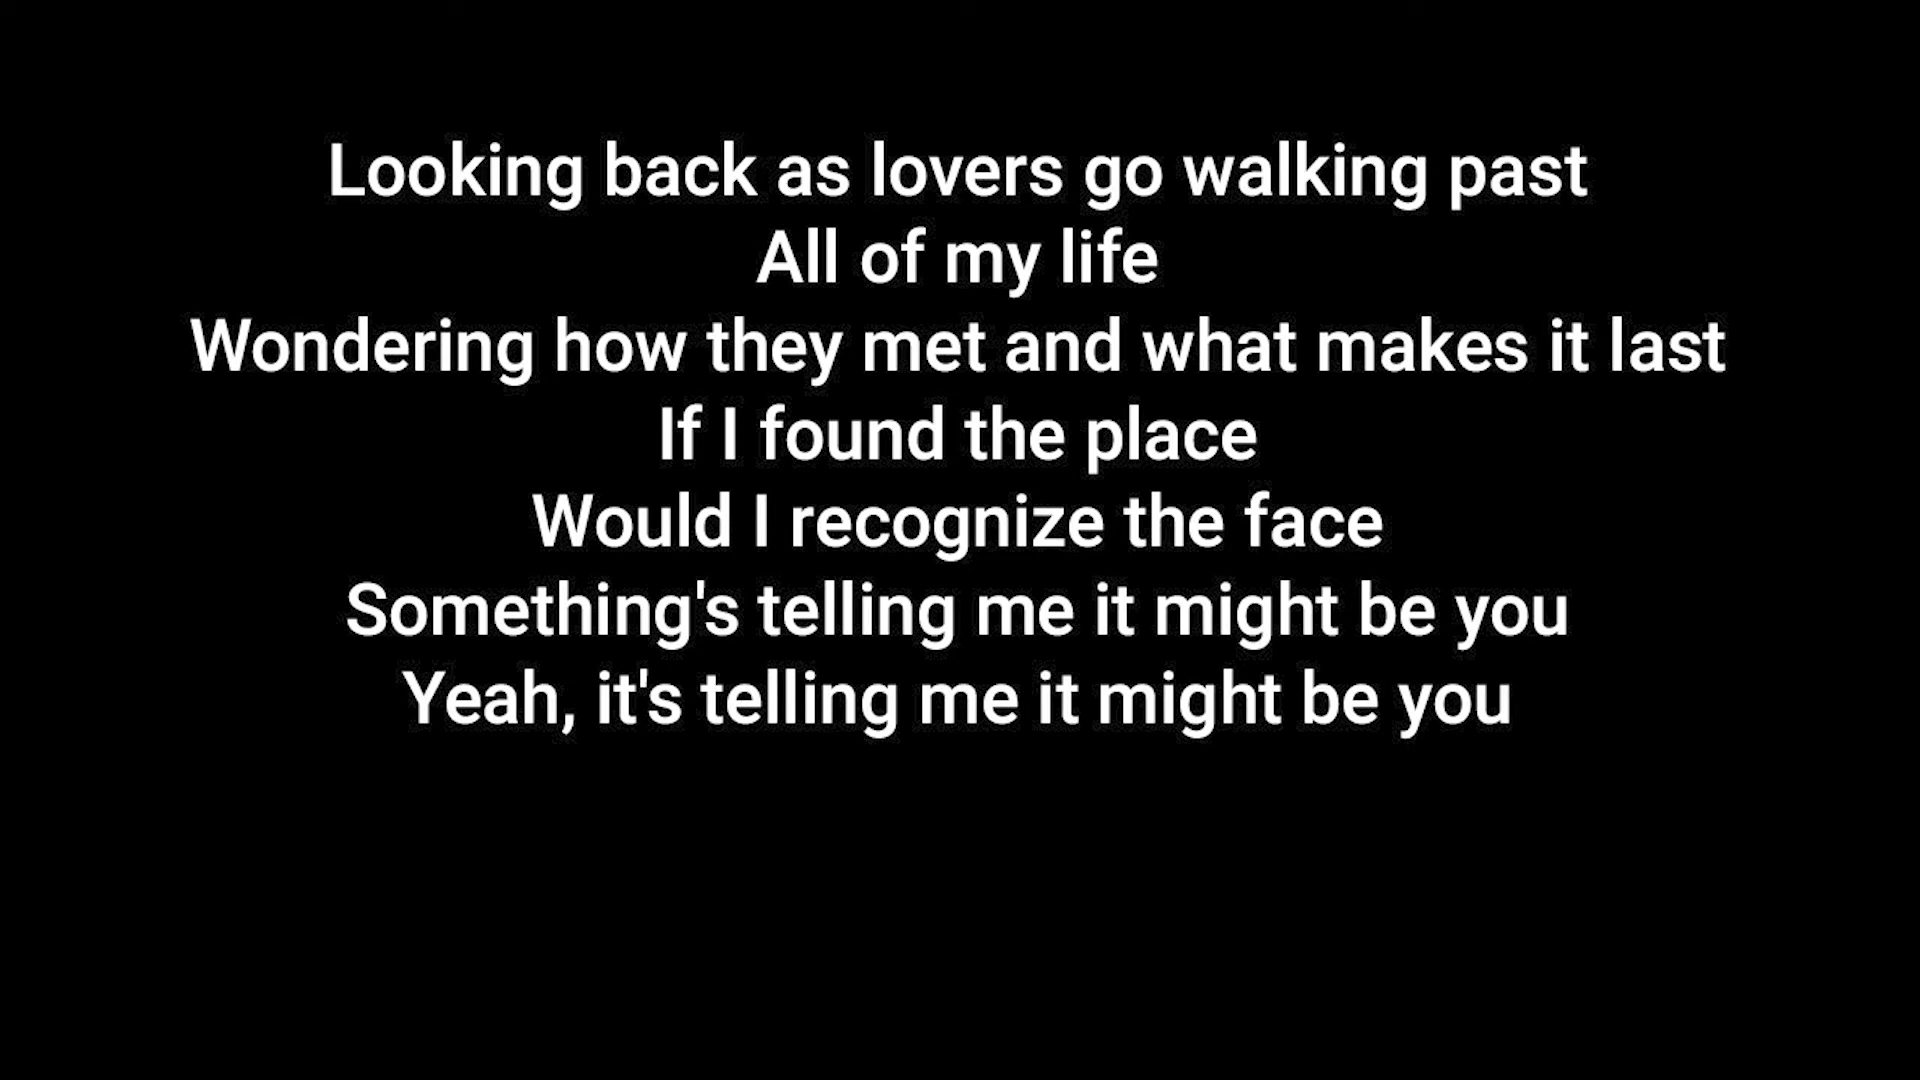 Looking back as lovers go walking past
All of my life
Wondering how they met and what makes it last
If I found the place
Would I recognize the face
Something's telling me it might be you
Yeah, it's telling me it might be you